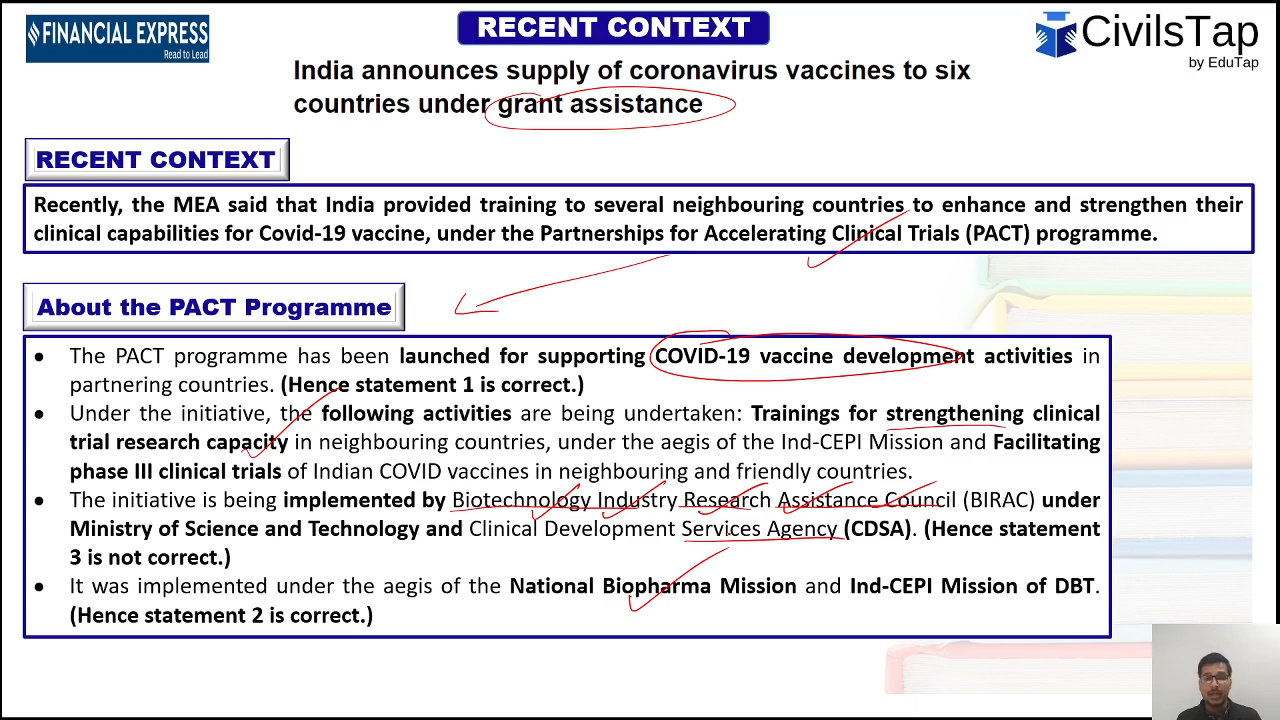 FINANCIAL EXPRESS
Read to Lead
RECENT CONTEXT
CivilsTap
by EduTap
India announces supply of coronavirus vaccines to six
countries under grant assistance
RECENT CONTEXT
Recently, the MEA said that India provided training to several neighbouring countries to enhance and strengthen their
clinical capabilities for Covid-19 vaccine, under the Partnerships for Accelerating Clinical Trials (PACT) programme.
About the PACT Programme
• The PACT programme has been launched for supporting COVID-19 vaccine development activities in
partnering countries. (Hence statement 1 is correct.)
• Under the initiative, the following activities are being undertaken: Trainings for strengthening clinical
trial research capacity in neighbouring countries, under the aegis of the Ind-CEPI Mission and Facilitating
phase III clinical trials of Indian COVID vaccines in neighbouring and friendly countries.
• The initiative is being implemented by Biotechnology Industry Research Assistance Council (BIRAC) under
Ministry of Science and Technology and Clinical Development Services Agency (CDSA). (Hence statement
3 is not correct.)
• It was implemented under the aegis of the National Biopharma Mission and Ind-CEPI Mission of DBT.
(Hence statement 2 is correct.)